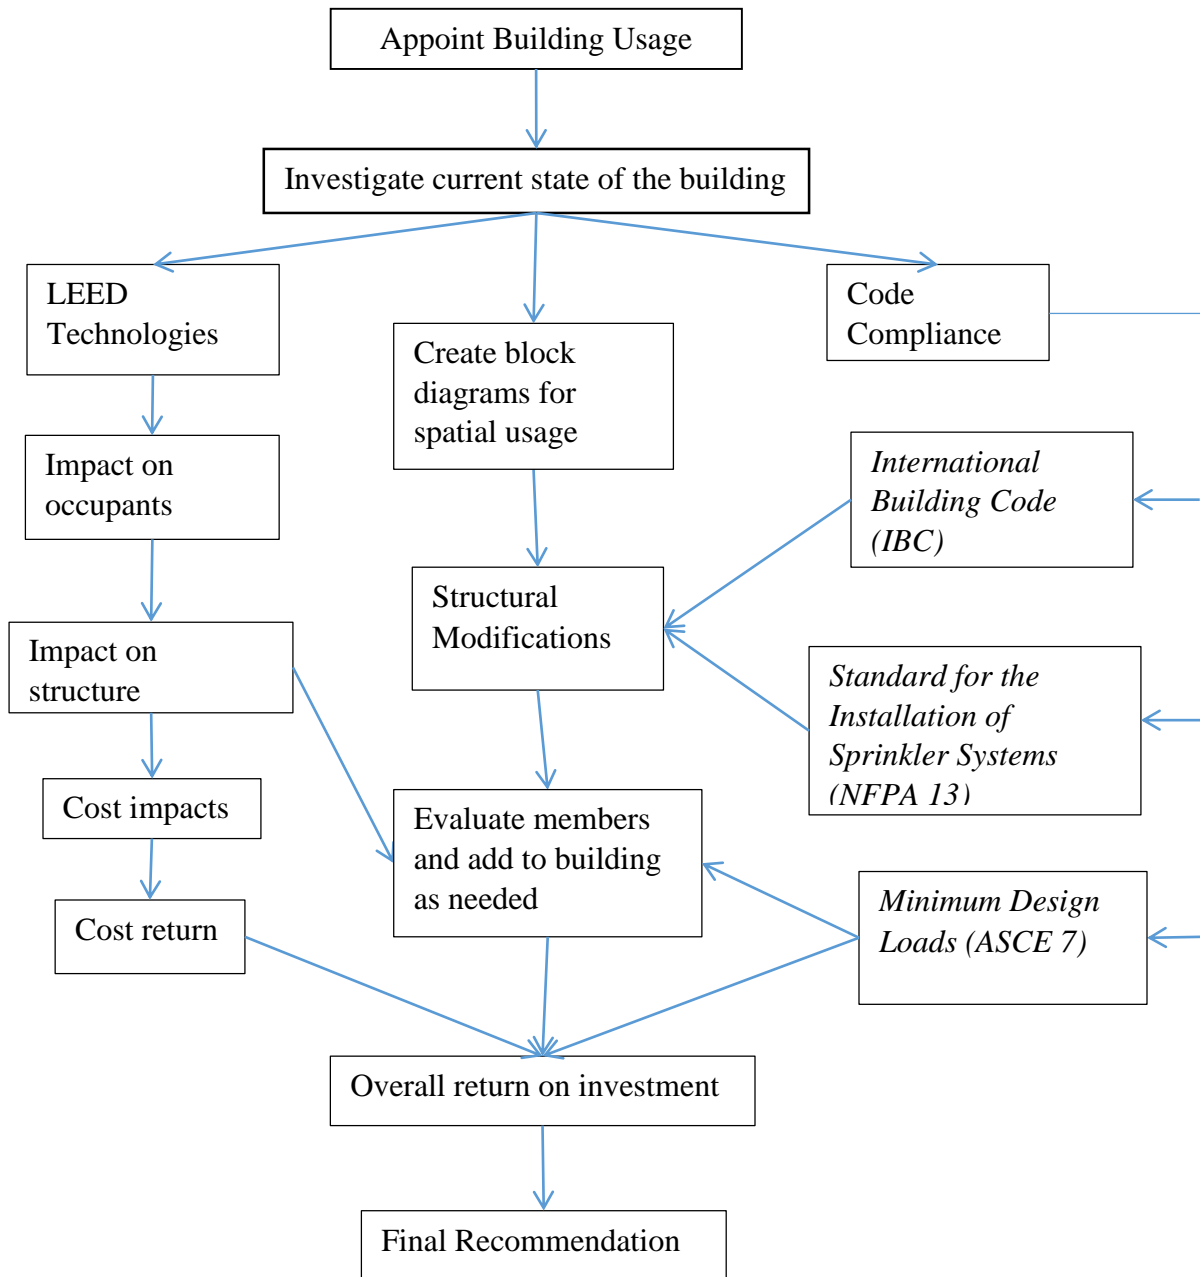 Appoint Building Usage
Investigate current state of the building
LEED
Technologies
Code
Compliance
Create block
diagrams for
spatial usage
Impact on
occupants
International
Building Code
(IBC)
Structural
Modifications
Impact on
structure
Standard for the
Installation of
Sprinkler Systems
(NFPA 13)
Cost impacts
Evaluate members
and add to building
as needed
Cost return
Minimum Design
Loads (ASCE 7)
Overall return on investment
Final Recommendation